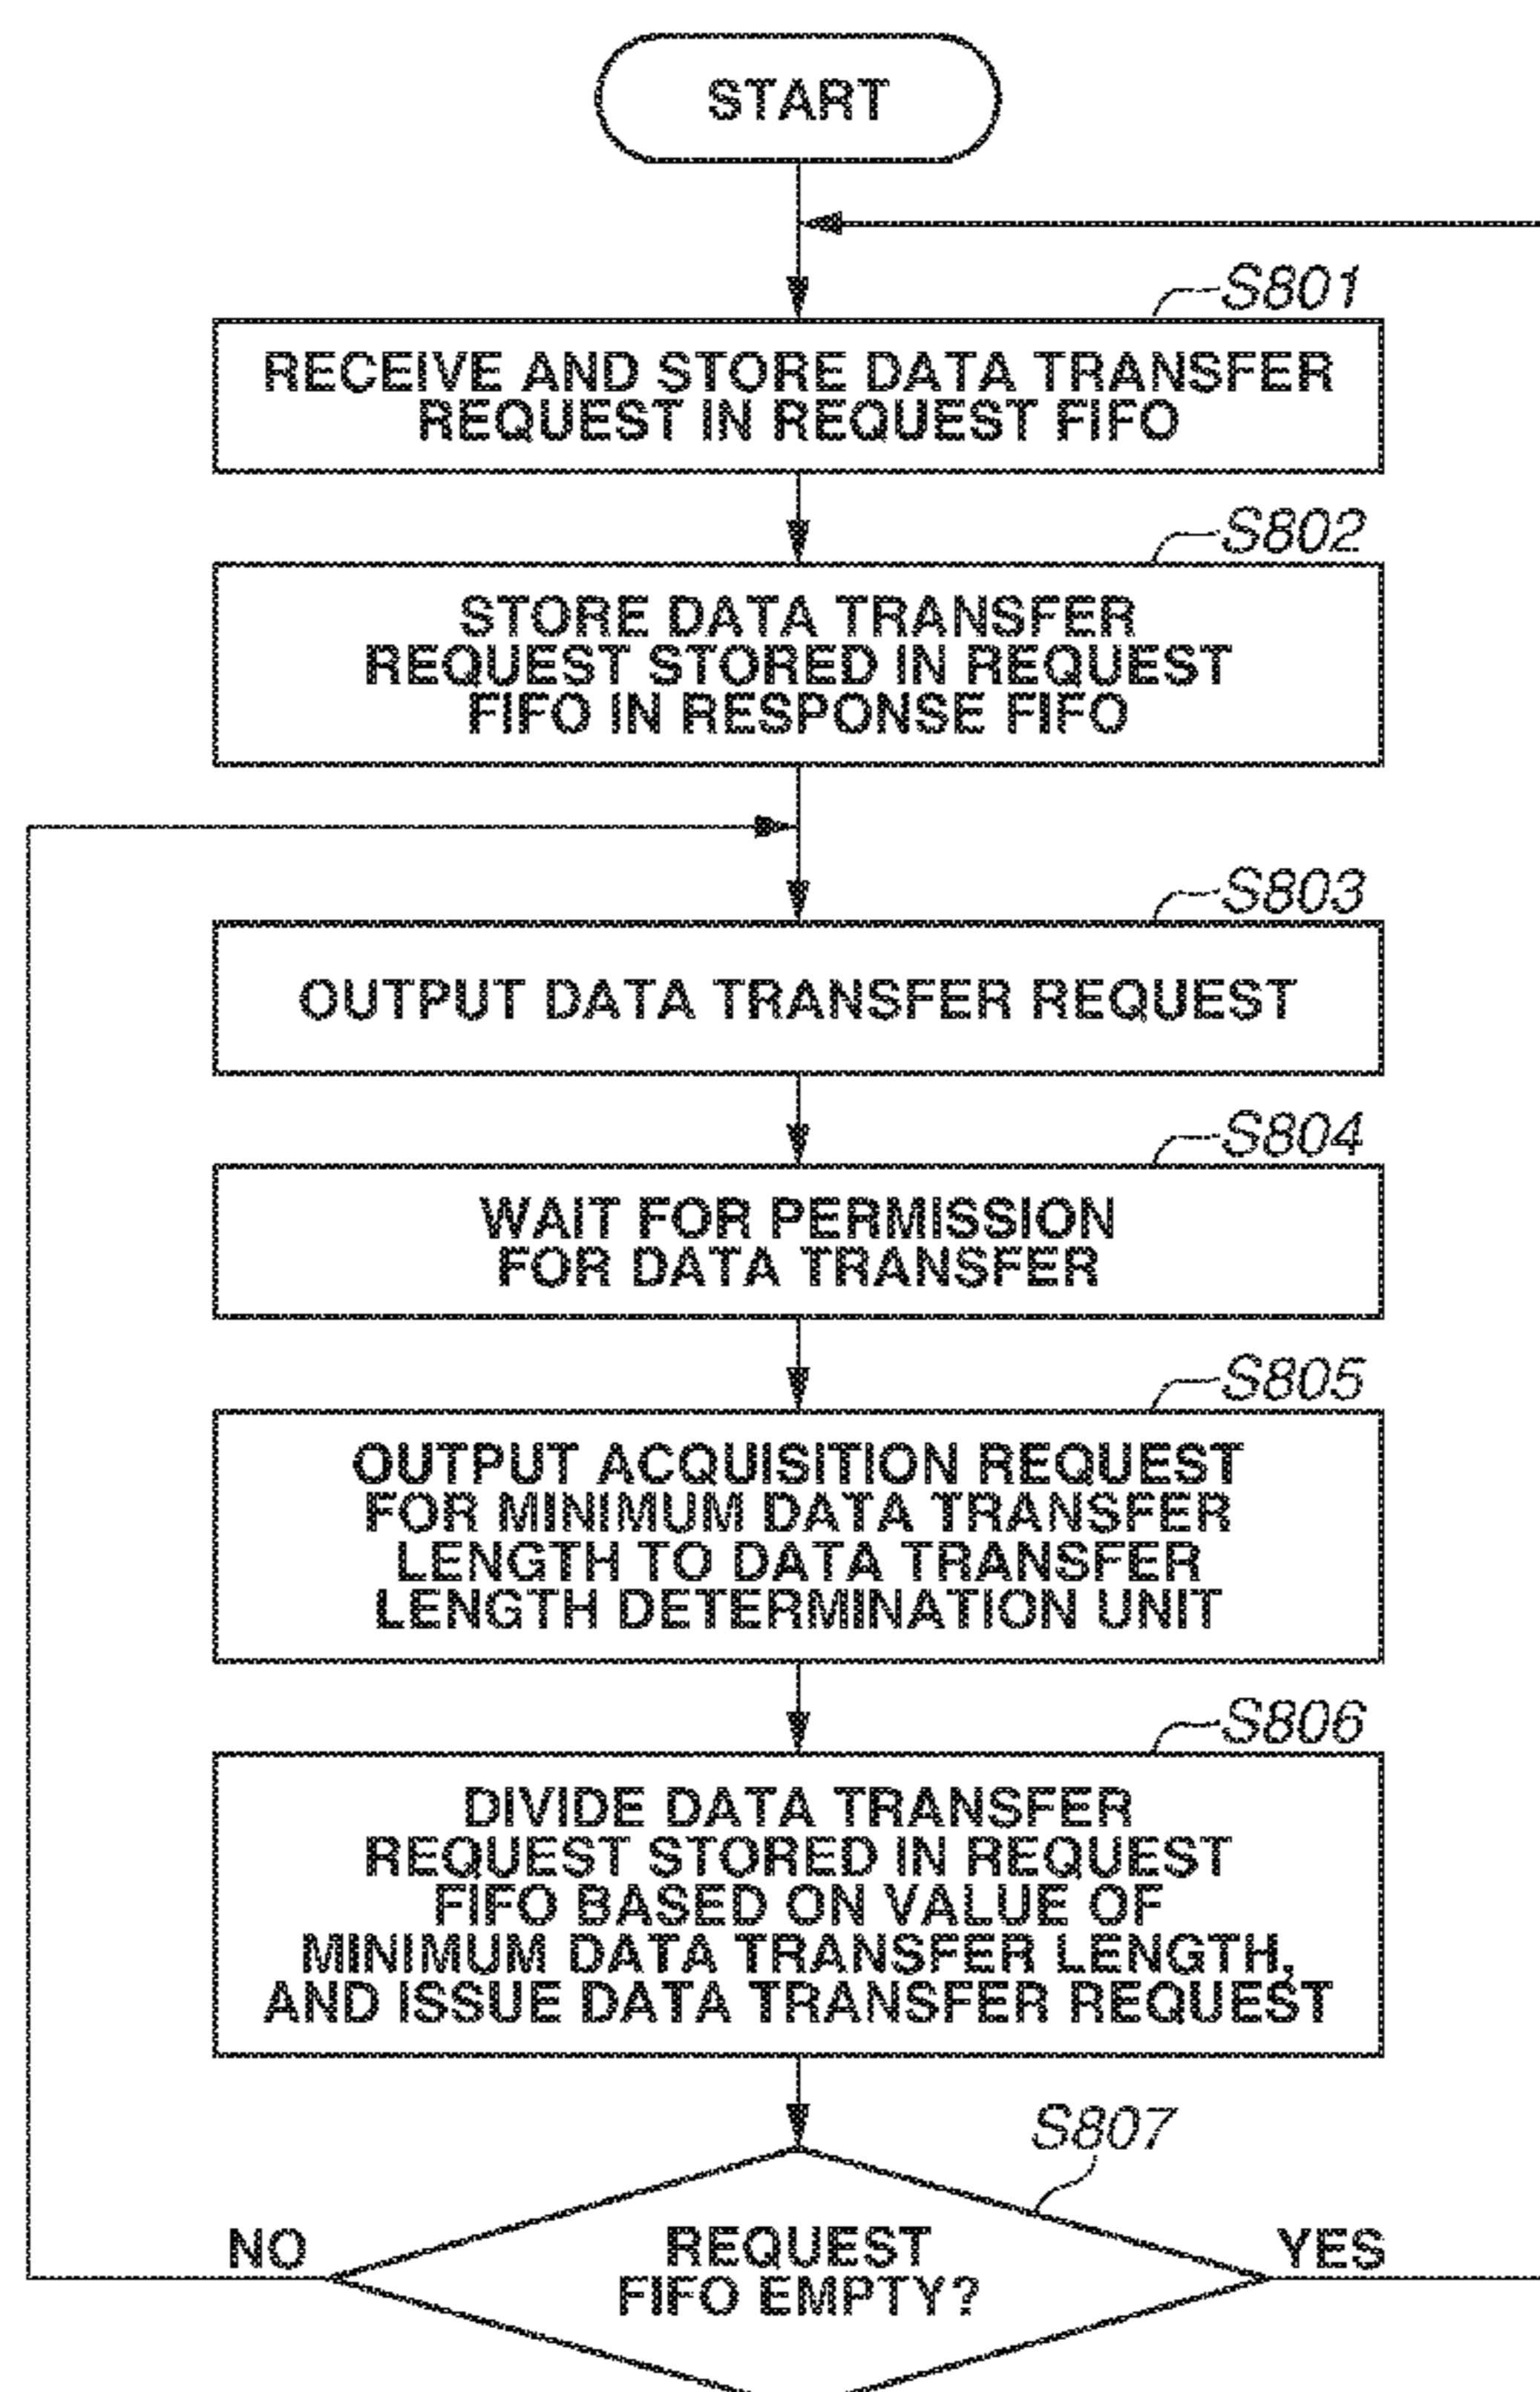 START
S801
RECEIVE AND STORE DATA TRANSFER
REQUEST IN REQUEST FIFO
S802
STORE DATA TRANSFER
REQUEST STORED IN REQUEST
FIFO IN RESPONSE FIFO
S803
OUTPUT DATA TRANSFER REQUEST
S804
WAIT FOR PERMISSION
FOR DATA TRANSFER
S805
OUTPUT ACQUISITION REQUEST
FOR MINIMUM DATA TRANSFER
LENGTH TO DATA TRANSFER
LENGTH DETERMINATION UNIT
S806
DIVIDE DATA TRANSFER
REQUEST STORED IN REQUEST
FIFO BASED ON VALUE OF
MINIMUM DATA TRANSFER LENGTH,
AND ISSUE DATA TRANSFER REQUEST
S807
NO
REQUEST
FIFO EMPTY?
YES